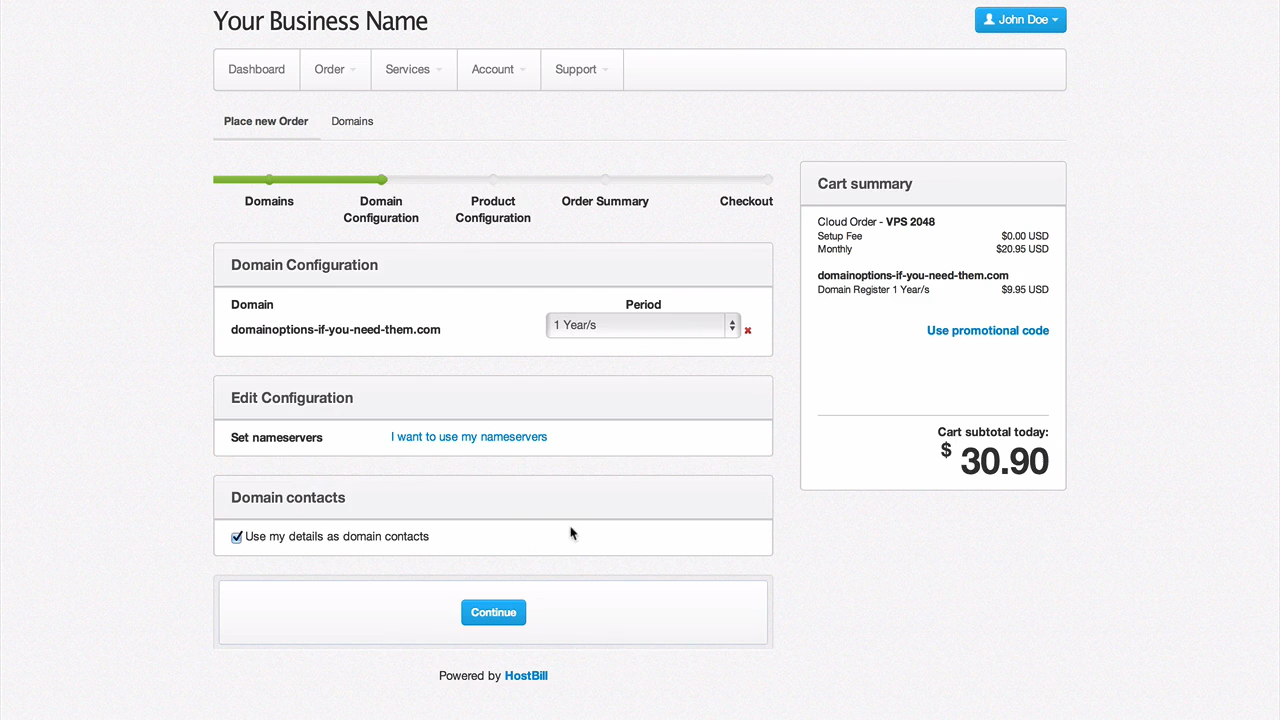 Your Business Name
John Doe
Dashboard Order Services Account Support
Place new Order Domains
Domains Domain Configuration Product Configuration Order Summary Checkout
Domain Configuration
Domain Period
domainoptions-if-you-need-them.com 1 Year/s
Edit Configuration
Set nameservers I want to use my nameservers
Domain contacts
Use my details as domain contacts
Continue
Powered by HostBill
Cart summary
Cloud Order - VPS 2048
Setup Fee $0.00 USD
Monthly $20.95 USD
domainoptions-if-you-need-them.com
Domain Register 1 Year/s $9.95 USD
Use promotional code
Cart subtotal today:
$ 30.90